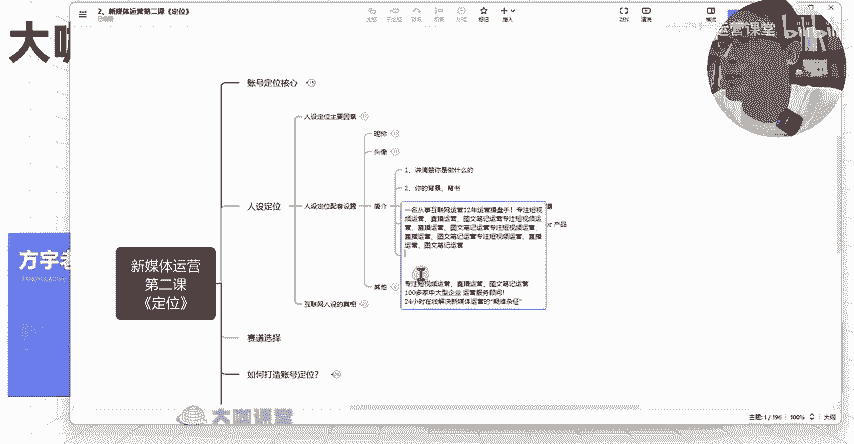 大咖
2、新媒体运营第二课《定位》
运营课堂
bilibili
账号定位核心
人设定位主要因素
昵称
头像
1、讲清楚你是做什么的
人设定位
人设定位配套设置
简介
2、你的背景、背书
一名从事互联网运营12年运营操盘手！专注短视
频运营、直播运营、图文笔记运营专注短视频运
营、直播运营、图文笔记运营专注短视频运营、
直播运营、图文笔记运营专注短视频运营、直播
运营、图文笔记运营
产品
方宇老
新媒体运营
第二课
《定位》
其他
专注短视频运营、直播运营、图文笔记运营
100多家中大型企业 运营服务顾问！
24小时在线解决新媒体运营的“疑难杂症”
互联网人设的真相
赛道选择
如何打造账号定位？
大咖课堂
主题: 1 / 196
100%
大纲